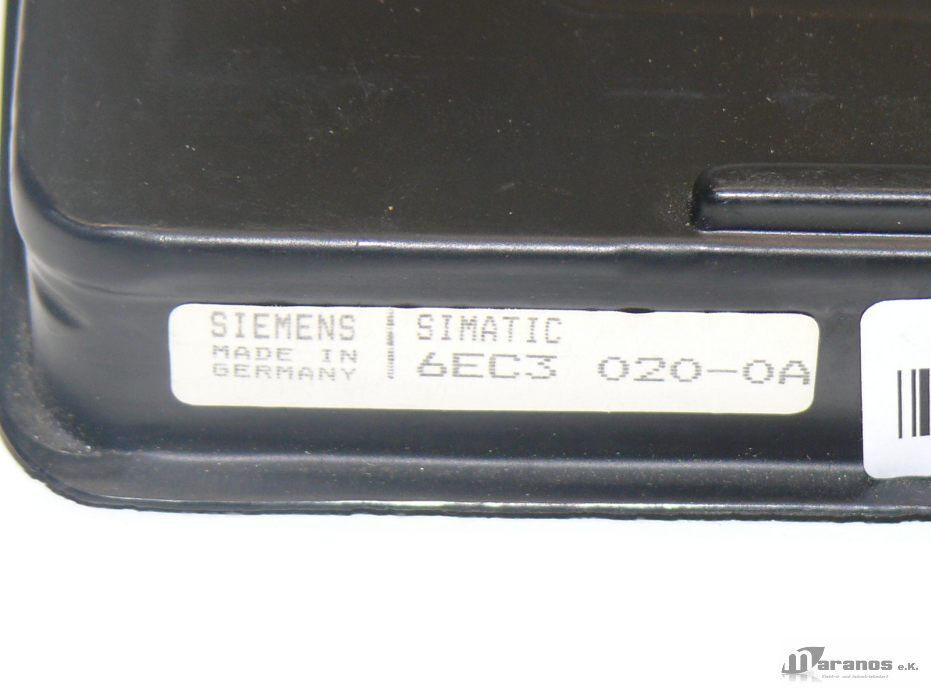 SIEMENS
MADE IN
GERMANY
SIMATIC
6EC3 020-0A
Maranos e.K.